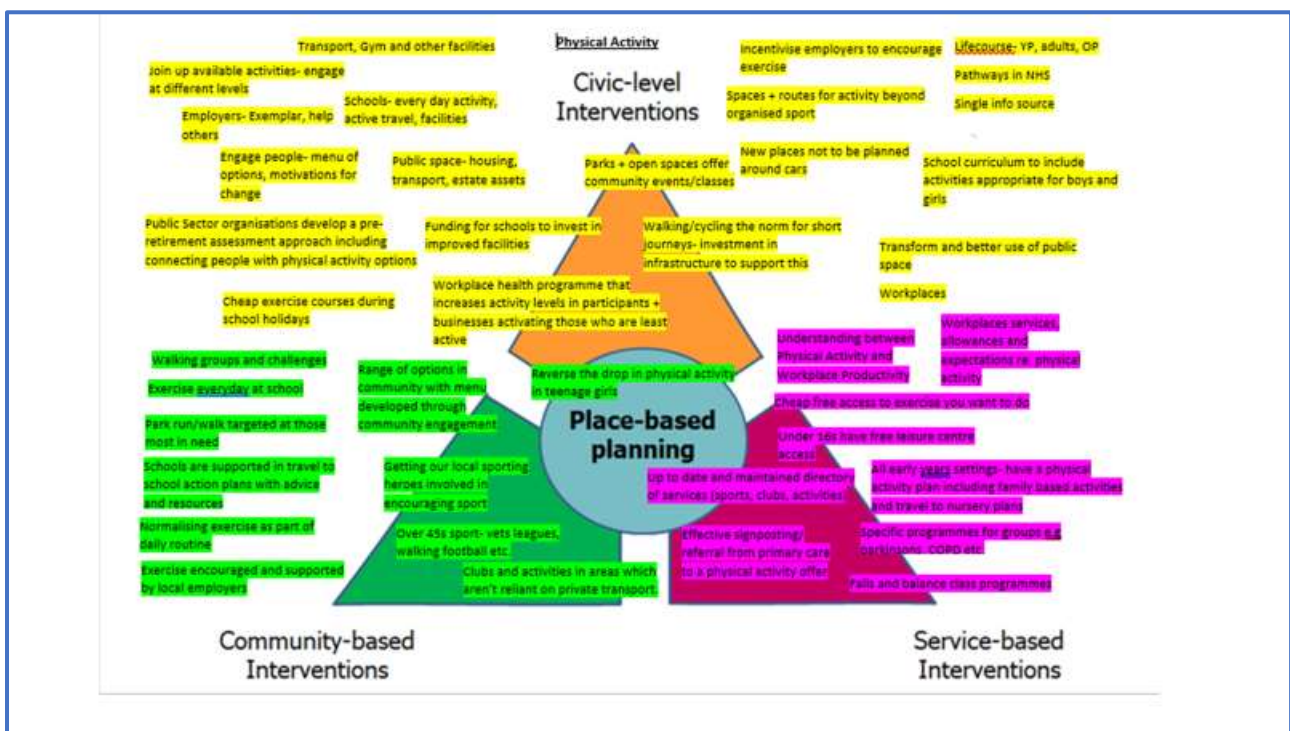 Physical Activity
Civic-level
Interventions
Transport, Gym and other facilities
Join up available activities- engage
at different levels
Schools- every day activity,
active travel, facilities
Employers- Exemplar, help
others
Engage people- menu of
options, motivations for
change
Public space- housing,
transport, estate assets
Incentivise employers to encourage
exercise
Lifecourse- YP, adults, OP
Pathways in NHS
Single info source
Spaces + routes for activity beyond
organised sport
Parks + open spaces offer
community events/classes
New places not to be planned
around cars
School curriculum to include
activities appropriate for boys and
girls
Public Sector organisations develop a pre-
retirement assessment approach including
connecting people with physical activity options
Funding for schools to invest in
improved facilities
Walking/cycling the norm for short
journeys- investment in
infrastructure to support this
Transform and better use of public
space
Workplaces
Cheap exercise courses during
school holidays
Workplace health programme that
increases activity levels in participants +
businesses activating those who are least
active
Walking groups and challenges
Exercise everyday at school
Park run/walk targeted at those
most in need
Schools are supported in travel to
school action plans with advice
and resources
Normalising exercise as part of
daily routine
Exercise encouraged and supported
by local employers
Range of options in
community with menu
developed through
community engagement
Reverse the drop in physical activity
in teenage girls
Getting our local sporting
heroes involved in
encouraging sport
Over 45s sport- vets leagues,
walking football etc.
Clubs and activities in areas which
aren't reliant on private transport.
Place-based
planning
Understanding between
Physical Activity and
Workplace Productivity
Workplaces services,
allowances and
expectations re. physical
activity
Cheap free access to exercise you want to do
Under 16s have free leisure centre
access
Up to date and maintained directory
of services (sports, clubs, activities)
All early years settings- have a physical
activity plan including family based activities
and travel to nursery plans
Effective signposting/
referral from primary care
to a physical activity offer
Specific programmes for groups e.g
parkinsons, COPD etc.
Falls and balance class programmes
Community-based
Interventions
Service-based
Interventions